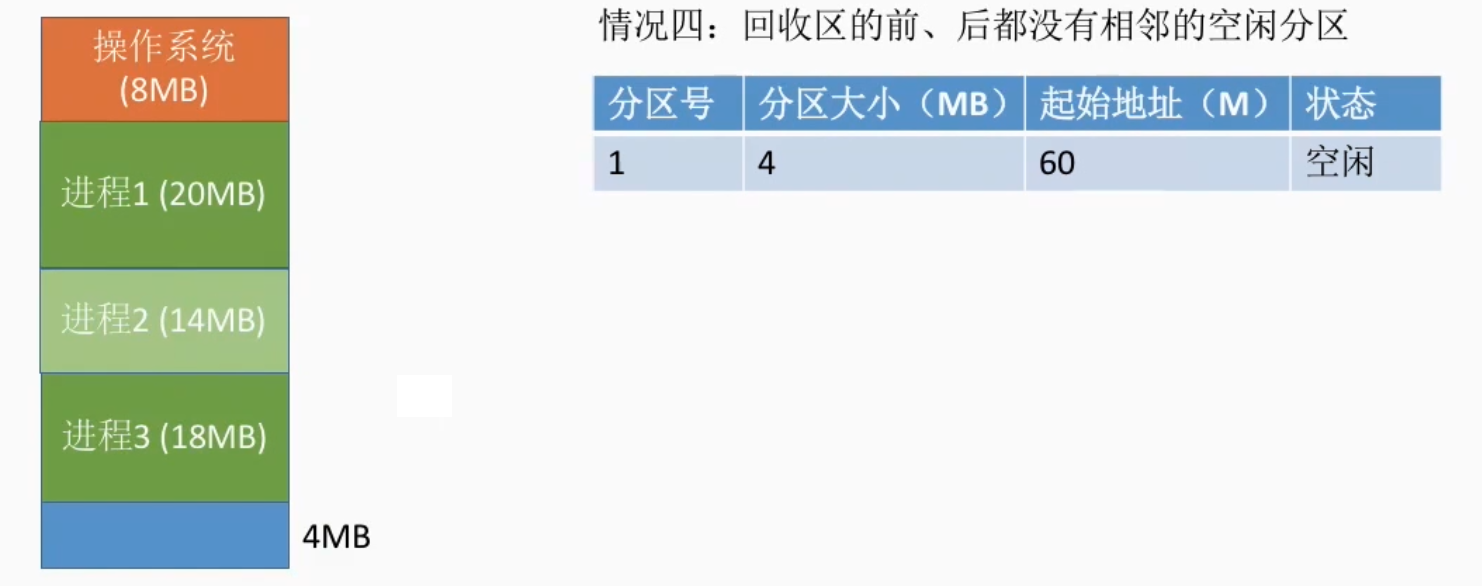 操作系统
(8MB)
进程1 (20MB)
进程2 (14MB)
进程3 (18MB)
4MB
情况四：回收区的前、后都没有相邻的空闲分区
分区号 分区大小（MB） 起始地址（M） 状态
1 4 60 空闲